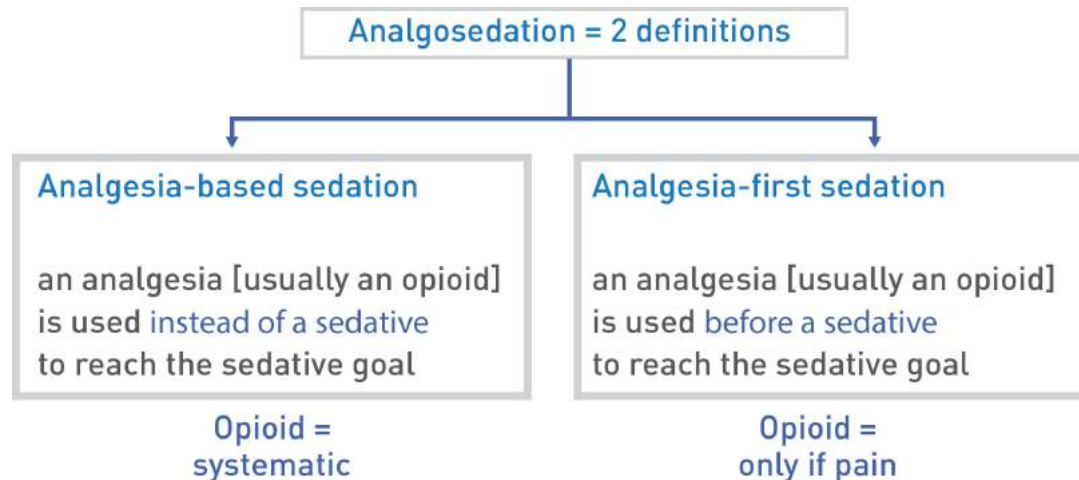 Analgosedation = 2 definitions
Analgesia-based sedation
an analgesia [usually an opioid]
is used instead of a sedative
to reach the sedative goal
Opioid =
systematic
Analgesia-first sedation
an analgesia [usually an opioid]
is used before a sedative
to reach the sedative goal
Opioid =
only if pain